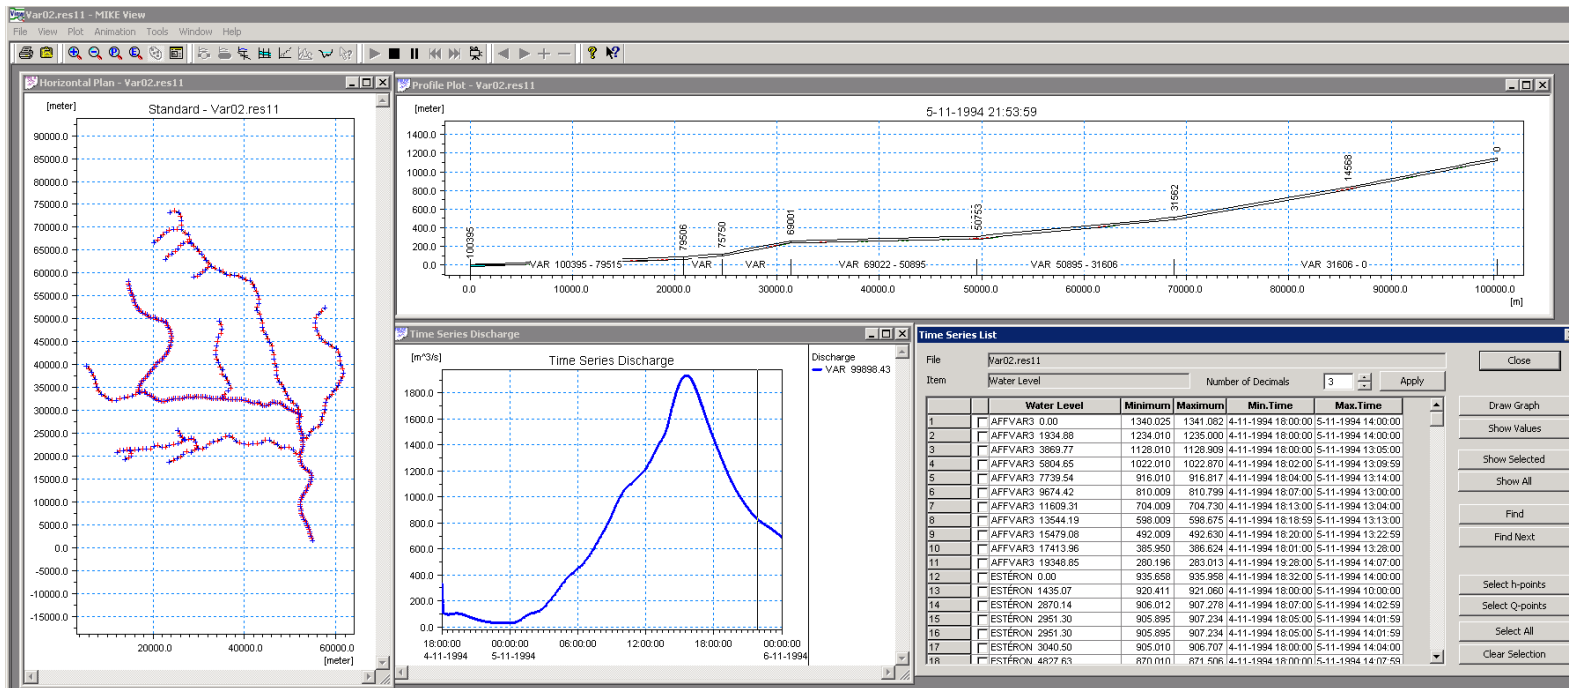 Var02.res11 - MIKE View
File View Plot Animation Tools Window Help
Horizontal Plan - Var02.res11
[meter]
Standard - Var02.res11
90000.0
85000.0
80000.0
75000.0
70000.0
65000.0
60000.0
55000.0
50000.0
45000.0
40000.0
35000.0
30000.0
25000.0
20000.0
15000.0
10000.0
5000.0
0.0
-5000.0
-10000.0
-15000.0
20000.0 40000.0 60000.0
[meter]
Profile Plot - Var02.res11
[meter]
5-11-1994 21:53:59
1400.0
1200.0
1000.0
800.0
600.0
400.0
200.0
0.0
100395 79506 75750 69001 50753 31562 14568 0
VAR 100395 - 79515 VAR VAR VAR 69022 - 50895 VAR 50895 - 31606 VAR 31606 - 0
0.0 10000.0 20000.0 30000.0 40000.0 50000.0 60000.0 70000.0 80000.0 90000.0 100000.0
[m]
Time Series Discharge
[m^3/s]
Time Series Discharge
Discharge
VAR 99898.43
1800.0
1600.0
1400.0
1200.0
1000.0
800.0
600.0
400.0
200.0
0.0
18:00:00 00:00:00 06:00:00 12:00:00 18:00:00 00:00:00
4-11-1994 5-11-1994 6-11-1994
Time Series List
File Var02.res11 Close
Item Water Level Number of Decimals 3 Apply
Water Level Minimum Maximum Min.Time Max.Time
1 AFFVAR3 0.00 1340.025 1341.082 4-11-1994 18:00:00 5-11-1994 14:00:00
2 AFFVAR3 1934.88 1234.010 1235.000 4-11-1994 18:00:00 5-11-1994 14:00:00
3 AFFVAR3 3869.77 1128.010 1128.909 4-11-1994 18:00:00 5-11-1994 13:05:00
4 AFFVAR3 5804.65 1022.010 1022.870 4-11-1994 18:02:00 5-11-1994 13:09:59
5 AFFVAR3 7739.54 916.010 916.817 4-11-1994 18:04:00 5-11-1994 13:14:00
6 AFFVAR3 9674.42 810.009 810.799 4-11-1994 18:07:00 5-11-1994 13:00:00
7 AFFVAR3 11609.31 704.009 704.730 4-11-1994 18:13:00 5-11-1994 13:04:00
8 AFFVAR3 13544.19 598.009 598.675 4-11-1994 18:18:59 5-11-1994 13:13:00
9 AFFVAR3 15479.08 492.009 492.630 4-11-1994 18:20:00 5-11-1994 13:22:59
10 AFFVAR3 17413.96 385.950 386.624 4-11-1994 18:01:00 5-11-1994 13:28:00
11 AFFVAR3 19348.85 280.196 283.013 4-11-1994 19:28:00 5-11-1994 14:07:00
12 ESTÉRON 0.00 935.658 935.958 4-11-1994 18:32:00 5-11-1994 14:00:00
13 ESTÉRON 1435.07 920.411 921.060 4-11-1994 18:00:00 5-11-1994 10:00:00
14 ESTÉRON 2870.14 906.012 907.278 4-11-1994 18:07:00 5-11-1994 14:02:59
15 ESTÉRON 2951.30 905.895 907.234 4-11-1994 18:05:00 5-11-1994 14:01:59
16 ESTÉRON 2951.30 905.895 907.234 4-11-1994 18:05:00 5-11-1994 14:01:59
17 ESTÉRON 3040.50 905.010 906.707 4-11-1994 18:00:00 5-11-1994 14:04:00
18 ESTÉRON 4827.63 870.010 871.506 4-11-1994 18:00:00 5-11-1994 14:07:59
Draw Graph
Show Values
Show Selected
Show All
Find
Find Next
Select h-points
Select Q-points
Select All
Clear Selection